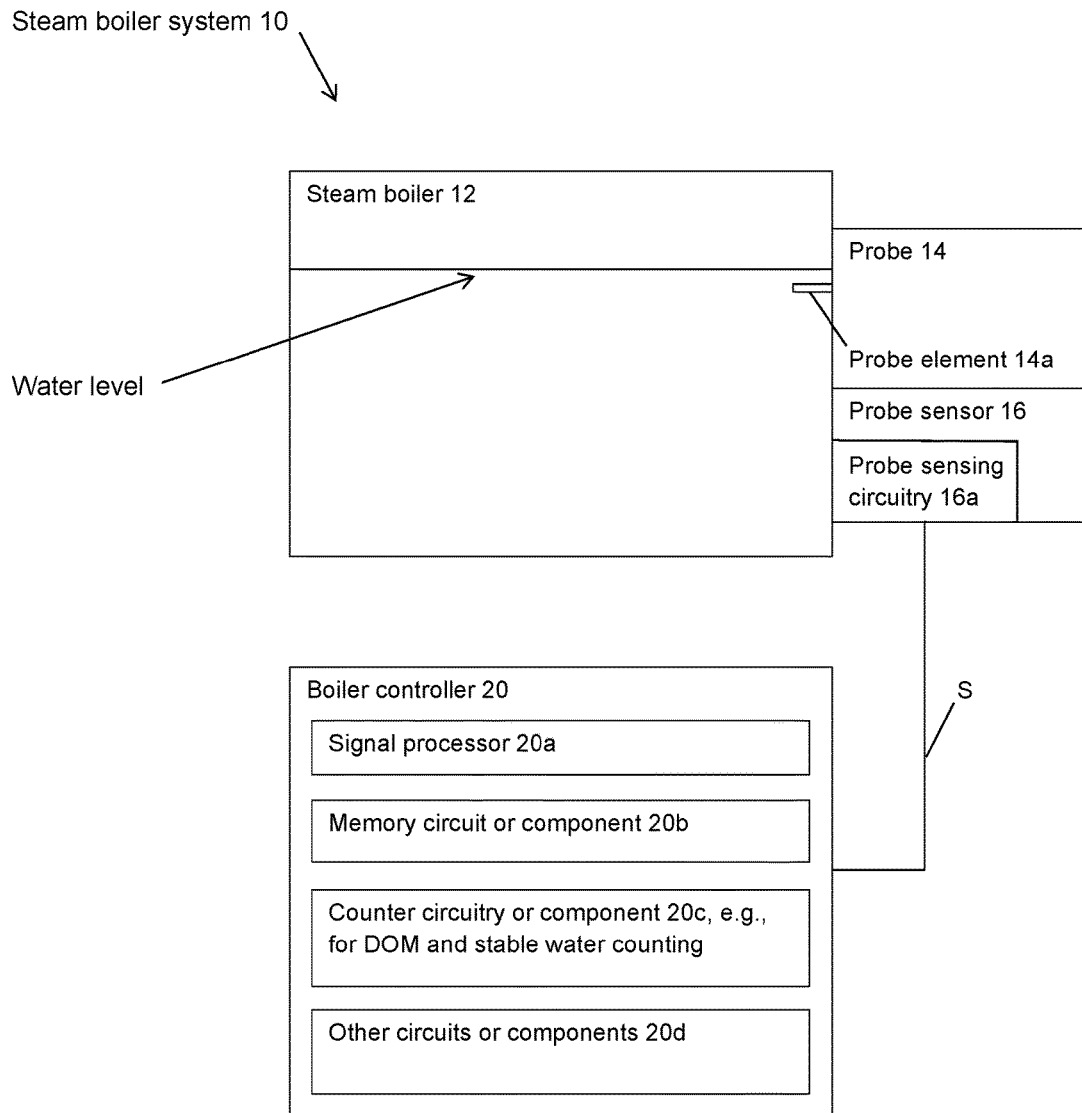 Steam boiler system 10
Steam boiler 12
Probe 14
Probe element 14a
Water level
Probe sensor 16
Probe sensing
circuitry 16a
Boiler controller 20
S
Signal processor 20a
Memory circuit or component 20b
Counter circuitry or component 20c, e.g.,
for DOM and stable water counting
Other circuits or components 20d